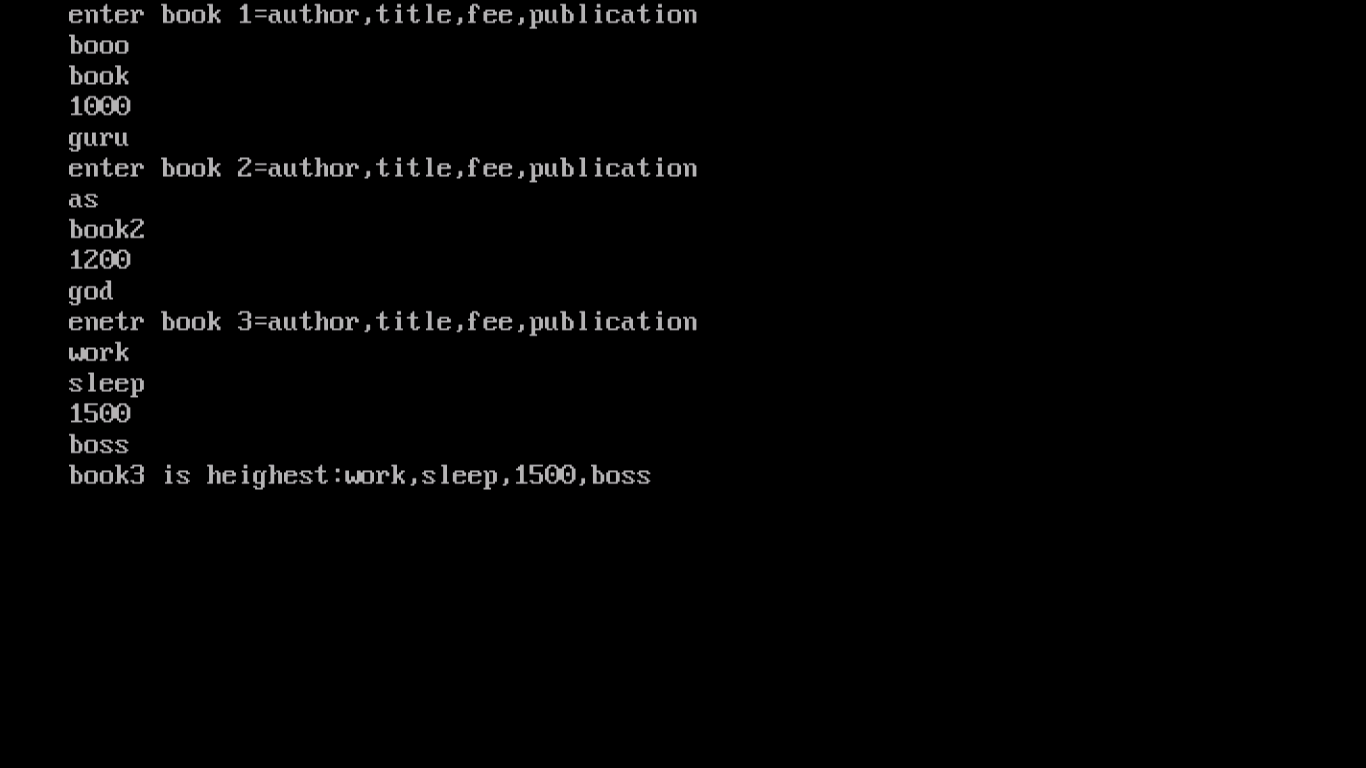 enter book 1=author,title,fee,publication
booo
book
1000
guru
enter book 2=author,title,fee,publication
as
book2
1200
god
enetr book 3=author,title,fee,publication
work
sleep
1500
boss
book3 is heighest:work,sleep,1500,boss